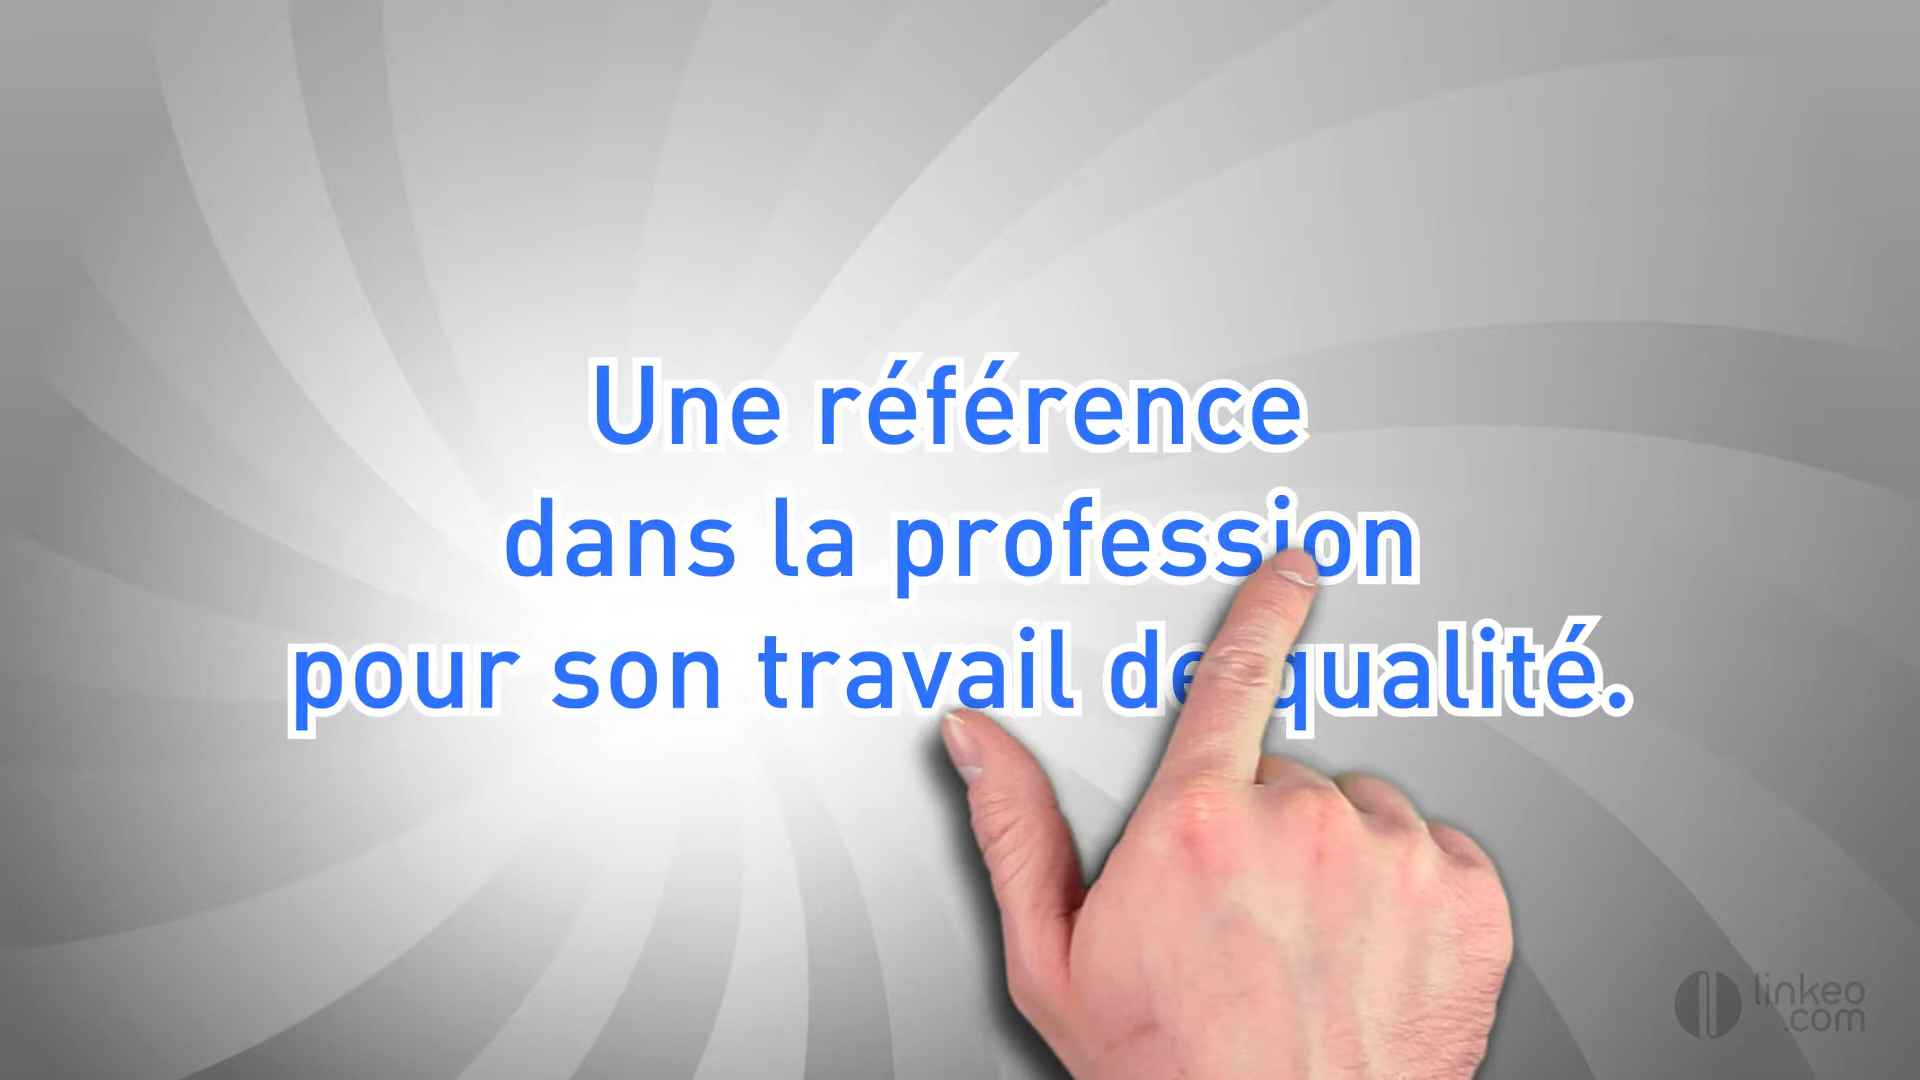 Une référence
dans la profession
pour son travail de qualité.
linkeo
.com